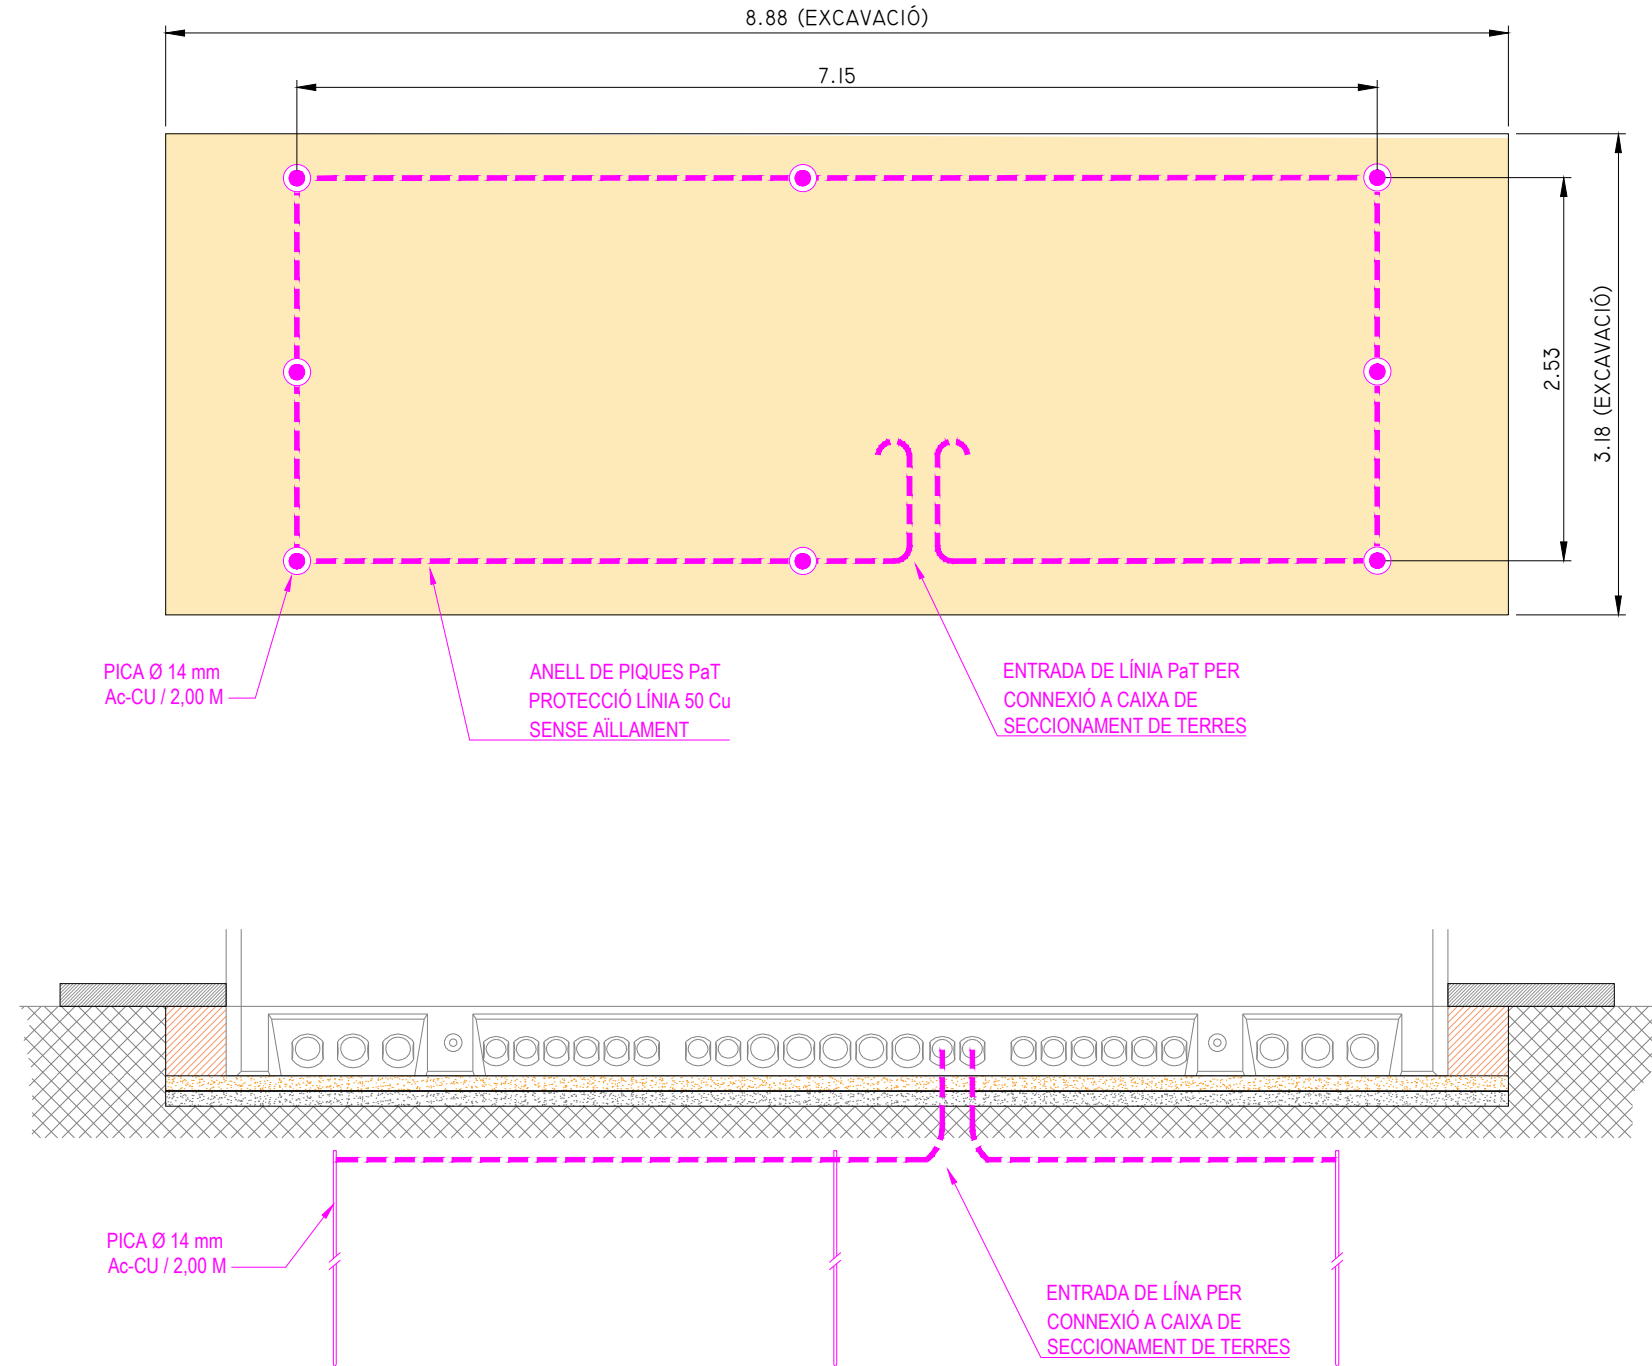 8.88 (EXCAVACIÓ)
7.15
2.53
3.18 (EXCAVACIÓ)
PICA Ø 14 mm
Ac-CU / 2,00 M
ANELL DE PIQUES PaT
PROTECCIÓ LÍNIA 50 Cu
SENSE AÏLLAMENT
ENTRADA DE LÍNIA PaT PER
CONNEXIÓ A CAIXA DE
SECCIONAMENT DE TERRES
PICA Ø 14 mm
Ac-CU / 2,00 M
ENTRADA DE LÍNA PER
CONNEXIÓ A CAIXA DE
SECCIONAMENT DE TERRES